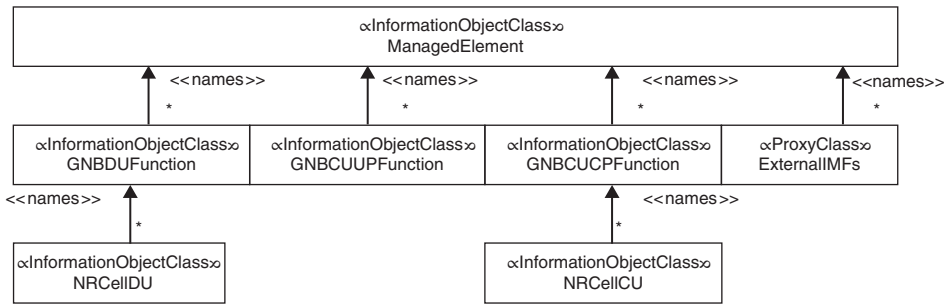 ∝InformationObjectClass∝
ManagedElement
<<names>> <<names>> <<names>> <<names>>
* * * *
∝InformationObjectClass∝ ∝InformationObjectClass∝ ∝InformationObjectClass∝ ∝ProxyClass∝
GNBDUFunction GNBCUUPFunction GNBCUCPFunction ExternalIMFs
<<names>> <<names>>
* *
∝InformationObjectClass∝ ∝InformationObjectClass∝
NRCellDU NRCellCU